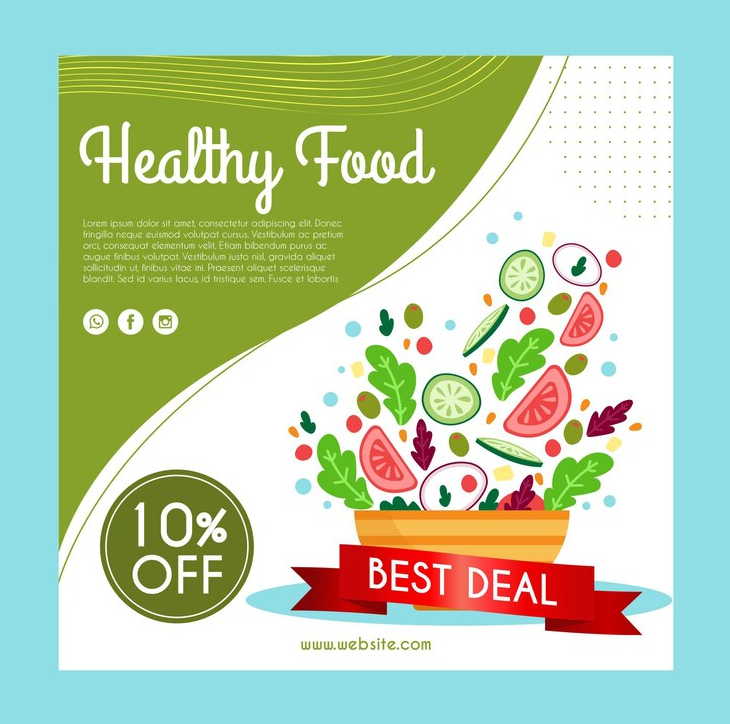 Healthy Food
Lorem ipsum dolor sit amet, consectetur adipiscing elit. Donec
fringilla neque euismod volutpat cursus. Vestibulum ac pretium
orci, consequat elementum velit. Etiam bibendum purus ac
augue finibus volutpat. Vestibulum justo nisl, gravida aliquet
sollicitudin ut, finibus vitae mi. Praesent aliquet scelerisque
blandit. Sed id varius lacus, id tristique sem. Fusce et lobortis
10%
OFF
BEST DEAL
www.website.com